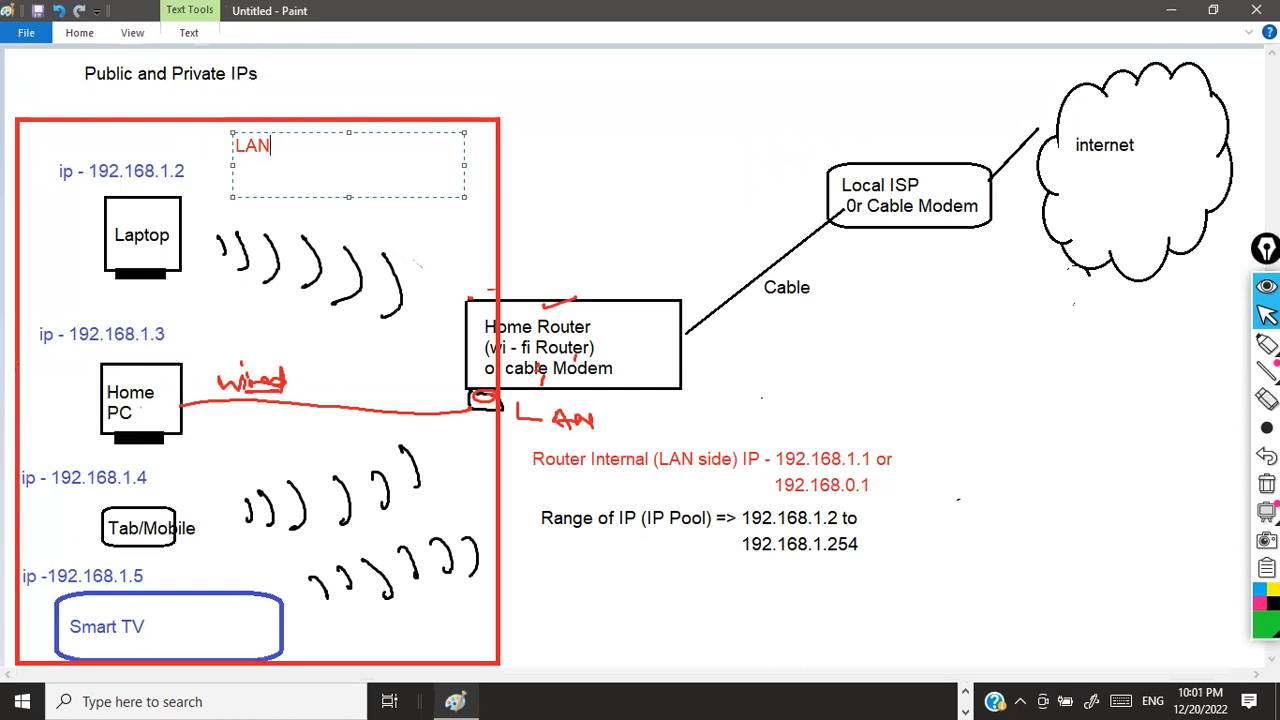 Text Tools
Untitled - Paint
File
Home
View
Text
Public and Private IPs
LAN
ip - 192.168.1.2
Laptop
internet
Local ISP
0r Cable Modem
Cable
ip - 192.168.1.3
Home Router
(wi - fi Router)
or cable Modem
wired
Home
PC
LAN
Router Internal (LAN side) IP - 192.168.1.1 or
192.168.0.1
ip - 192.168.1.4
Tab/Mobile
Range of IP (IP Pool) => 192.168.1.2 to
192.168.1.254
ip -192.168.1.5
Smart TV
Type here to search
ENG
10:01 PM
12/20/2022